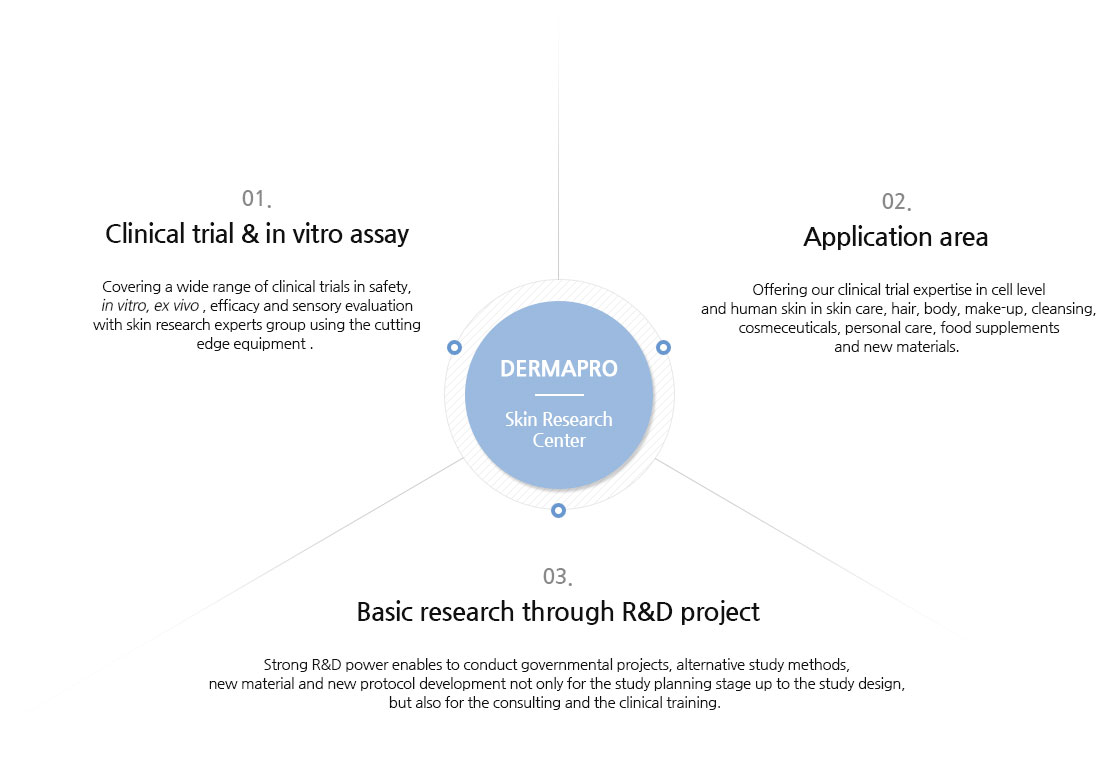 01.
Clinical trial & in vitro assay
Covering a wide range of clinical trials in safety,
in vitro, ex vivo , efficacy and sensory evaluation
with skin research experts group using the cutting
edge equipment .
02.
Application area
Offering our clinical trial expertise in cell level
and human skin in skin care, hair, body, make-up, cleansing,
cosmeceuticals, personal care, food supplements
and new materials.
DERMAPRO
Skin Research
Center
03.
Basic research through R&D project
Strong R&D power enables to conduct governmental projects, alternative study methods,
new material and new protocol development not only for the study planning stage up to the study design,
but also for the consulting and the clinical training.